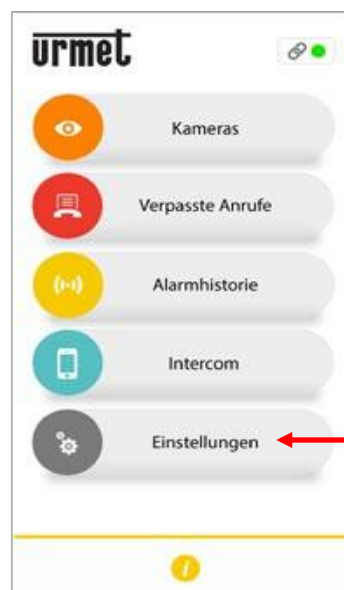 urmet
Kameras
Verpasste Anrufe
Alarmhistorie
Intercom
Einstellungen
i